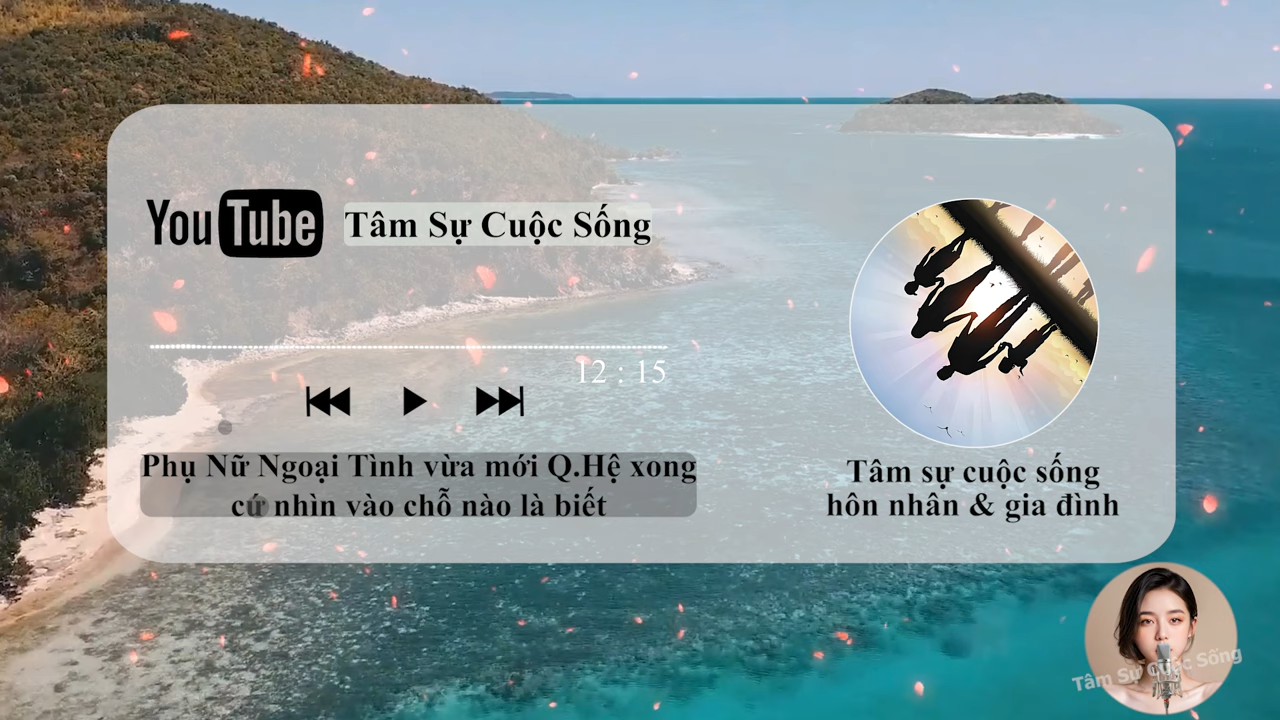 YouTube
Tâm Sự Cuộc Sống
12 : 15
Phụ Nữ Ngoại Tình vừa mới Q.Hệ xong
cứ nhìn vào chỗ nào là biết
Tâm sự cuộc sống
hôn nhân & gia đình
Tâm Sự Cuộc Sống